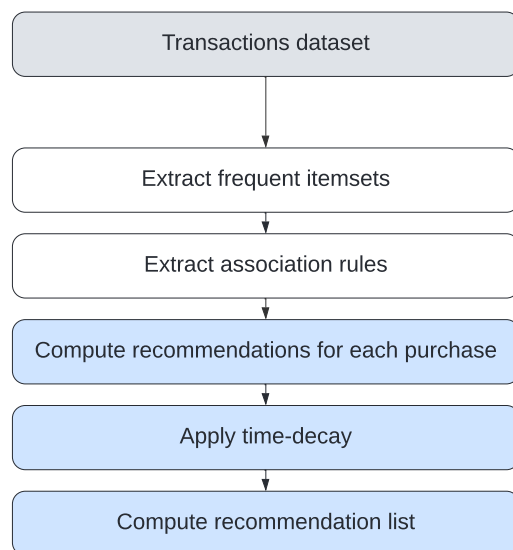 Transactions dataset
Extract frequent itemsets
Extract association rules
Compute recommendations for each purchase
Apply time-decay
Compute recommendation list